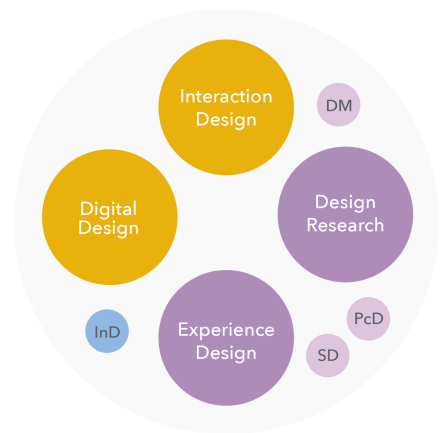 Interaction
Design
DM
Digital
Design
Design
Research
InD
Experience
Design
PcD
SD